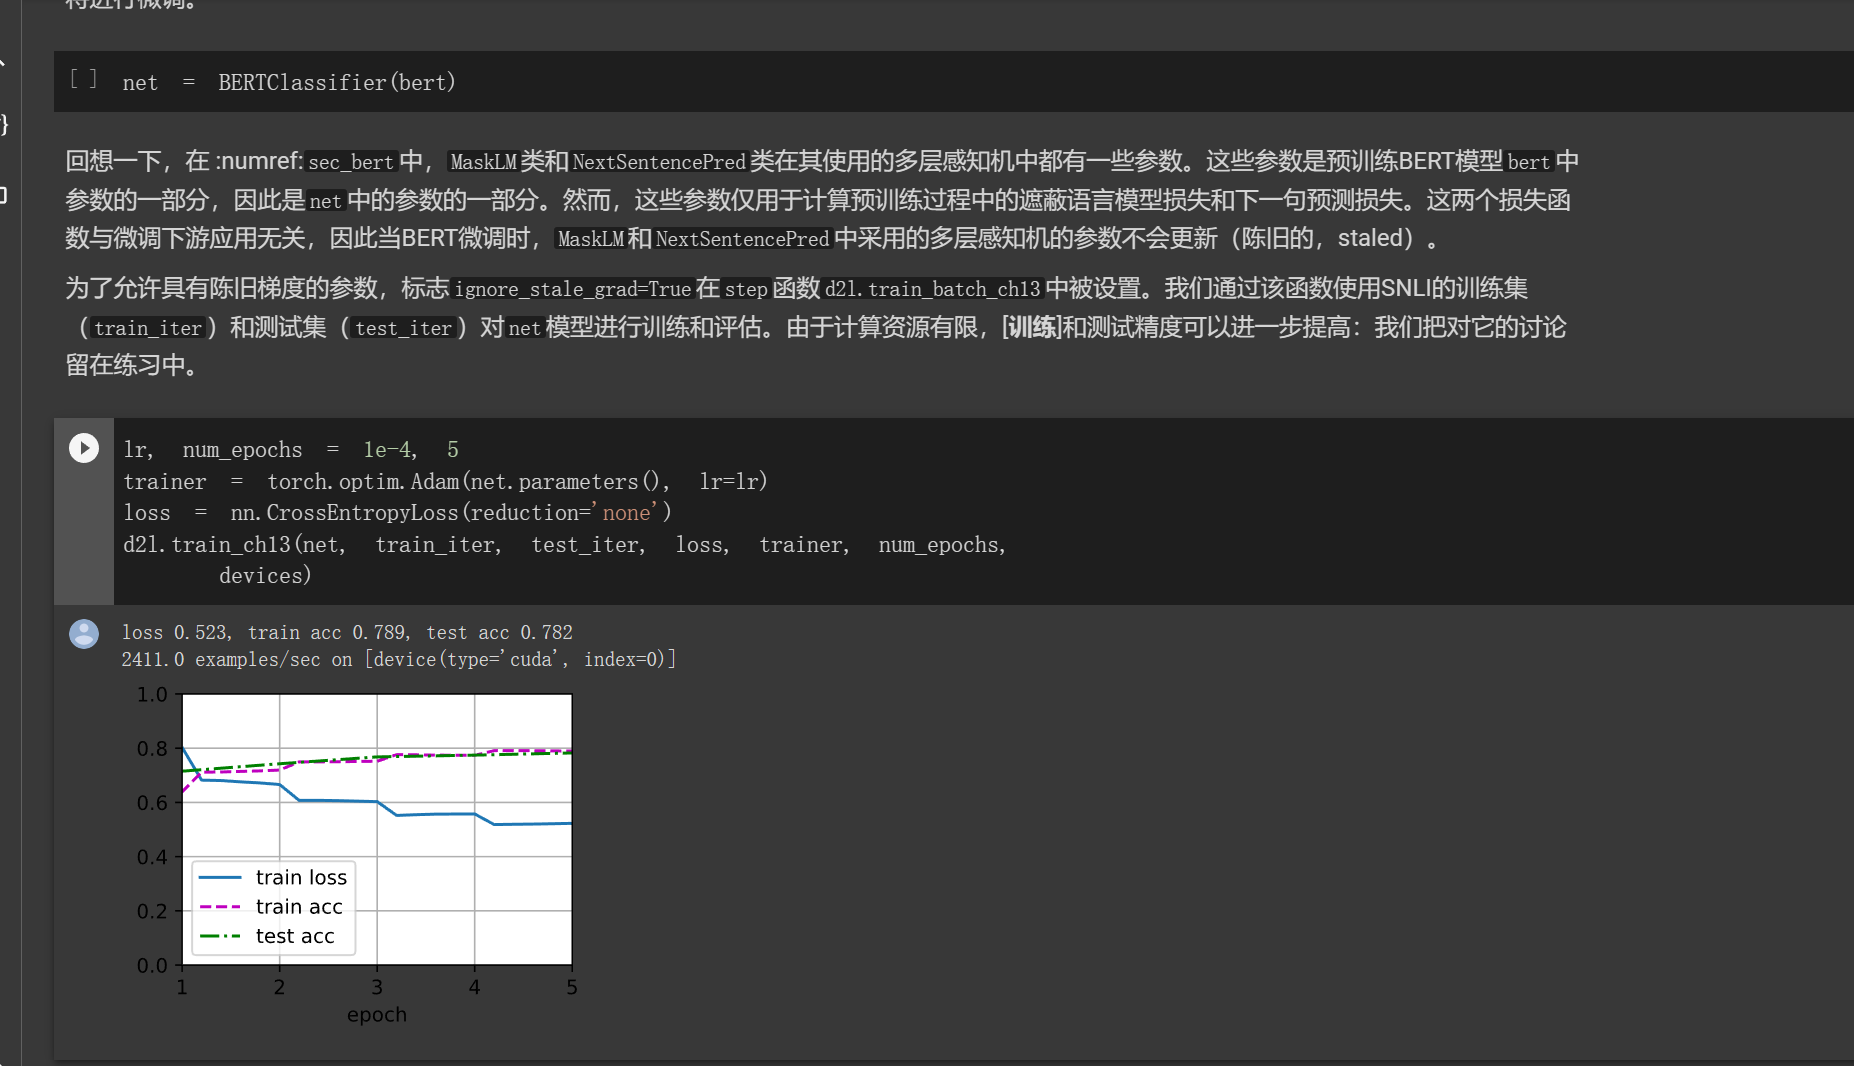 将进行微调。
[ ] net = BERTClassifier(bert)
回想一下，在 :numref:sec_bert中，MaskLM类和NextSentencePred类在其使用的多层感知机中都有一些参数。这些参数是预训练BERT模型bert中
参数的一部分，因此是net中的参数的一部分。然而，这些参数仅用于计算预训练过程中的遮蔽语言模型损失和下一句预测损失。这两个损失函
数与微调下游应用无关，因此当BERT微调时，MaskLM和NextSentencePred中采用的多层感知机的参数不会更新（陈旧的，staled）。
为了允许具有陈旧梯度的参数，标志ignore_stale_grad=True在step函数d2l.train_batch_ch13中被设置。我们通过该函数使用SNLI的训练集
（train_iter）和测试集（test_iter）对net模型进行训练和评估。由于计算资源有限，[训练]和测试精度可以进一步提高：我们把对它的讨论
留在练习中。
lr, num_epochs = 1e-4, 5
trainer = torch.optim.Adam(net.parameters(), lr=lr)
loss = nn.CrossEntropyLoss(reduction='none')
d2l.train_ch13(net, train_iter, test_iter, loss, trainer, num_epochs,
devices)
loss 0.523, train acc 0.789, test acc 0.782
2411.0 examples/sec on [device(type='cuda', index=0)]
1.0
0.8
0.6
0.4
0.2
0.0
train loss
train acc
test acc
1 2 3 4 5
epoch